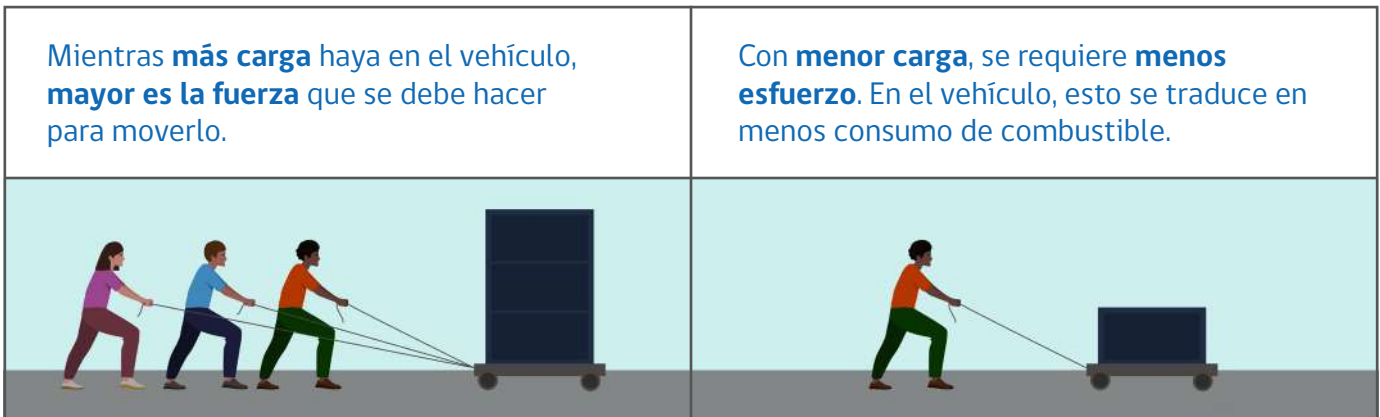 Mientras más carga haya en el vehículo,
mayor es la fuerza que se debe hacer
para moverlo.
Con menor carga, se requiere menos
esfuerzo. En el vehículo, esto se traduce en
menos consumo de combustible.